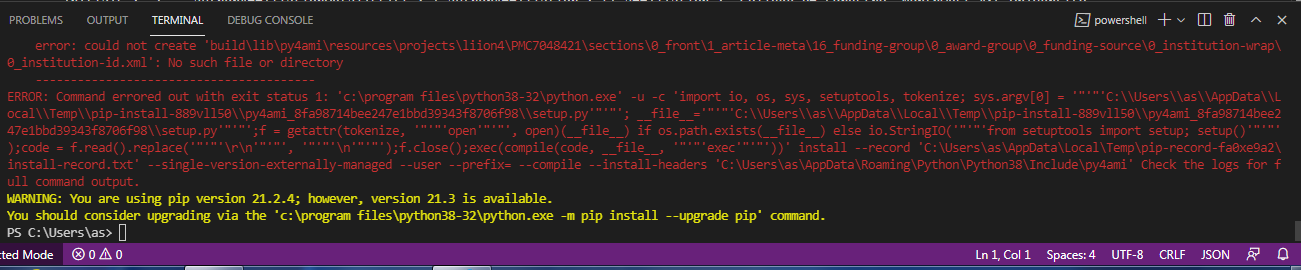 PROBLEMS OUTPUT TERMINAL DEBUG CONSOLE powershell
error: could not create 'build\lib\py4ami\resources\projects\liion4\PMC7048421\sections\0_front\1_article-meta\16_funding-group\0_award-group\0_funding-source\0_institution-wrap\
0_institution-id.xml': No such file or directory
----------------------------------------
ERROR: Command errored out with exit status 1: 'c:\program files\python38-32\python.exe' -u -c 'import io, os, sys, setuptools, tokenize; sys.argv[0] = '"'"'C:\\Users\\as\\AppData\\L
ocal\\Temp\\pip-install-889vll50\\py4ami_8fa98714bee247e1bbd39343f8706f98\\setup.py'"'"'; __file__='"'"'C:\\Users\\as\\AppData\\Local\\Temp\\pip-install-889vll50\\py4ami_8fa98714bee2
47e1bbd39343f8706f98\\setup.py'"'"';f = getattr(tokenize, '"'"'open'"'"', open)(__file__) if os.path.exists(__file__) else io.StringIO('"'"'from setuptools import setup; setup()'"'"'
);code = f.read().replace('"'"'\r\n'"'"', '"'"'\n'"'"');f.close();exec(compile(code, __file__, '"'"'exec'"'"'))' install --record 'C:\Users\as\AppData\Local\Temp\pip-record-fa0xe9a2\
install-record.txt' --single-version-externally-managed --user --prefix= --compile --install-headers 'C:\Users\as\AppData\Roaming\Python\Python38\Include\py4ami' Check the logs for f
ull command output.
WARNING: You are using pip version 21.2.4; however, version 21.3 is available.
You should consider upgrading via the 'c:\program files\python38-32\python.exe -m pip install --upgrade pip' command.
PS C:\Users\as>
cted Mode 0 0 Ln 1, Col 1 Spaces: 4 UTF-8 CRLF JSON